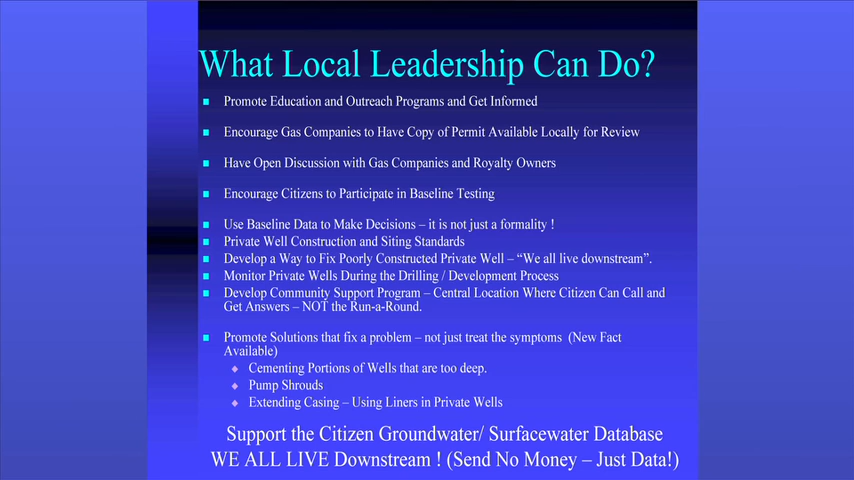 What Local Leadership Can Do?
Promote Education and Outreach Programs and Get Informed
Encourage Gas Companies to Have Copy of Permit Available Locally for Review
Have Open Discussion with Gas Companies and Royalty Owners
Encourage Citizens to Participate in Baseline Testing
Use Baseline Data to Make Decisions – it is not just a formality !
Private Well Construction and Siting Standards
Develop a Way to Fix Poorly Constructed Private Well – “We all live downstream”.
Monitor Private Wells During the Drilling / Development Process
Develop Community Support Program – Central Location Where Citizen Can Call and
Get Answers – NOT the Run-a-Round.
Promote Solutions that fix a problem – not just treat the symptoms (New Fact
Available)
Cementing Portions of Wells that are too deep.
Pump Shrouds
Extending Casing – Using Liners in Private Wells
Support the Citizen Groundwater/ Surfacewater Database
WE ALL LIVE Downstream ! (Send No Money – Just Data!)